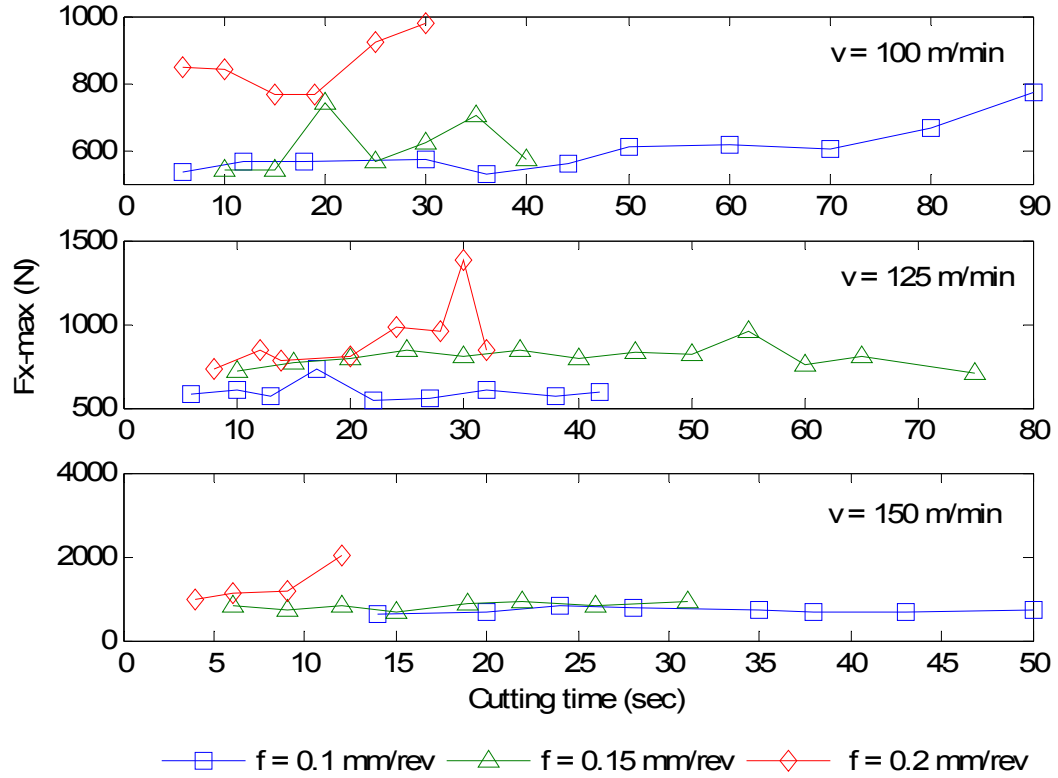 1000
800
600
v = 100 m/min
0 10 20 30 40 50 60 70 80 90
Fx-max (N)
1500
1000
500
v = 125 m/min
0 10 20 30 40 50 60 70 80
4000
2000
0
v = 150 m/min
0 5 10 15 20 25 30 35 40 45 50
Cutting time (sec)
f = 0.1 mm/rev f = 0.15 mm/rev f = 0.2 mm/rev